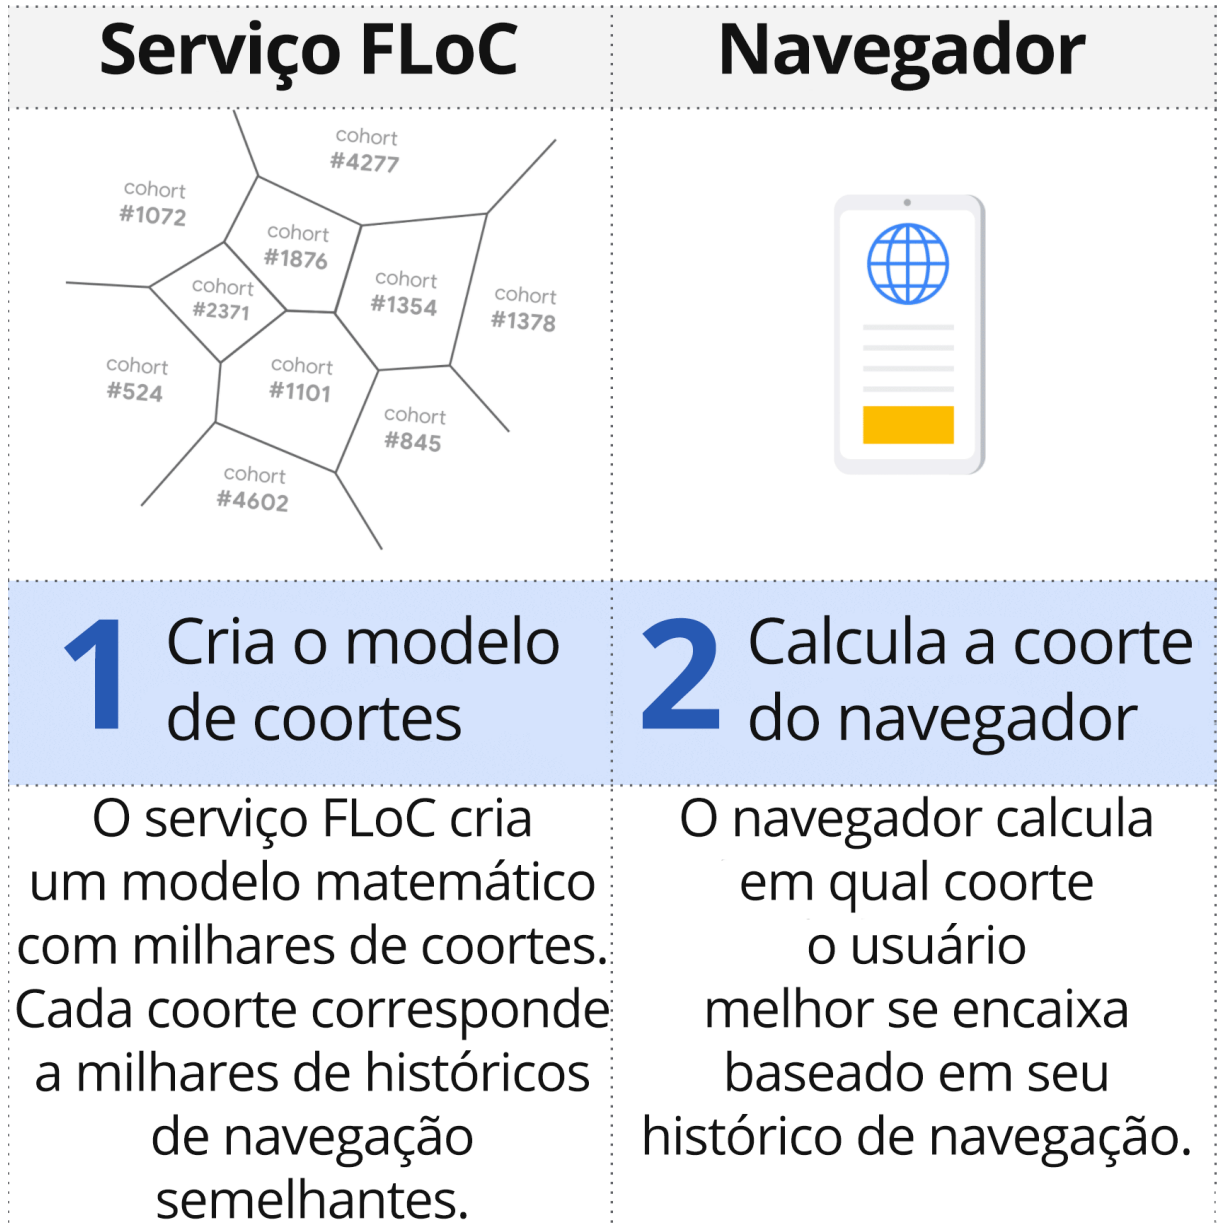 Serviço FLoC
Navegador
cohort
#4277
cohort
#1072
cohort
#1876
cohort
#2371
cohort
#1354
cohort
#1378
cohort
#524
cohort
#1101
cohort
#845
cohort
#4602
1 Cria o modelo
de coortes
2 Calcula a coorte
do navegador
O serviço FLoC cria
um modelo matemático
com milhares de coortes.
Cada coorte corresponde
a milhares de históricos
de navegação
semelhantes.
O navegador calcula
em qual coorte
o usuário
melhor se encaixa
baseado em seu
histórico de navegação.